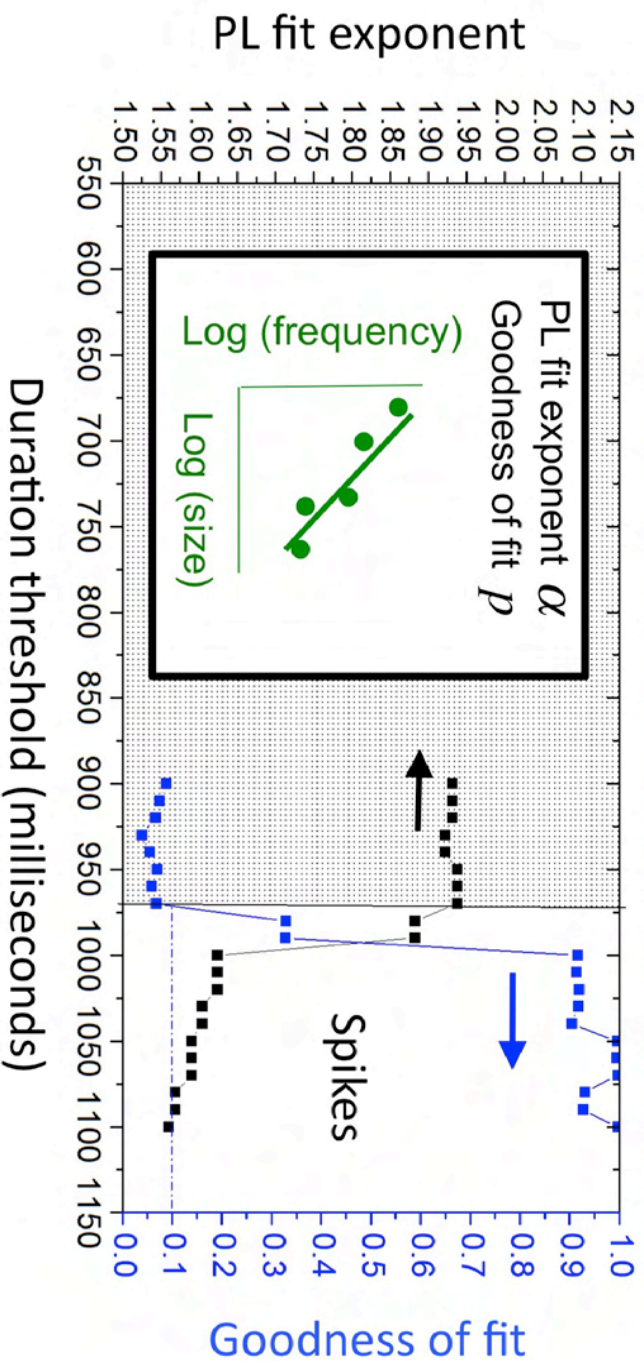 PL fit exponent
2.15
2.10
2.05
2.00
1.95
1.90
1.85
1.80
1.75
1.70
1.65
1.60
1.55
1.50
PL fit exponent α
Goodness of fit p
Log (frequency)
Log (size)
Spikes
1.0
0.9
0.8
0.7
0.6
0.5
0.4
0.3
0.2
0.1
0.0
Goodness of fit
550 600 650 700 750 800 850 900 950 1000 1050 1100 1150
Duration threshold (milliseconds)